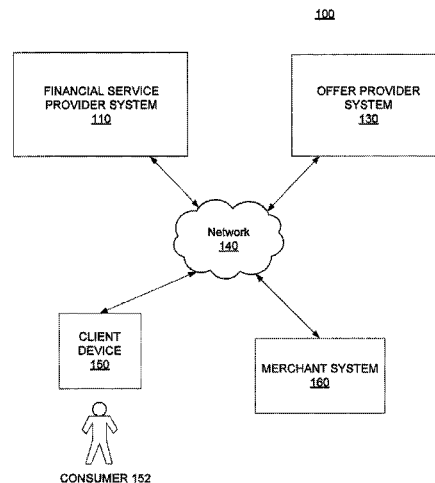 100
FINANCIAL SERVICE
PROVIDER SYSTEM
110
OFFER PROVIDER
SYSTEM
130
Network
140
CLIENT
DEVICE
150
MERCHANT SYSTEM
160
CONSUMER 152